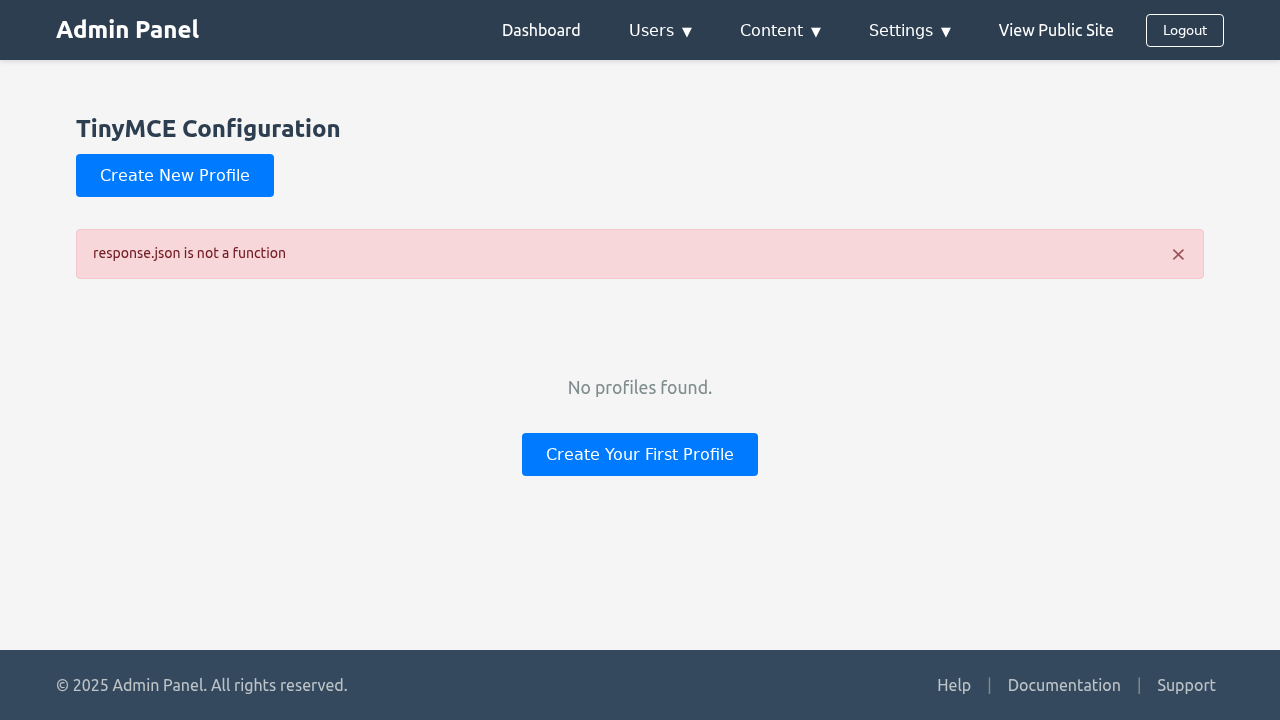 Admin Panel
Dashboard
Users ▼
Content ▼
Settings ▼
View Public Site
Logout
TinyMCE Configuration
Create New Profile
response.json is not a function ×
No profiles found.
Create Your First Profile
© 2025 Admin Panel. All rights reserved.
Help | Documentation | Support